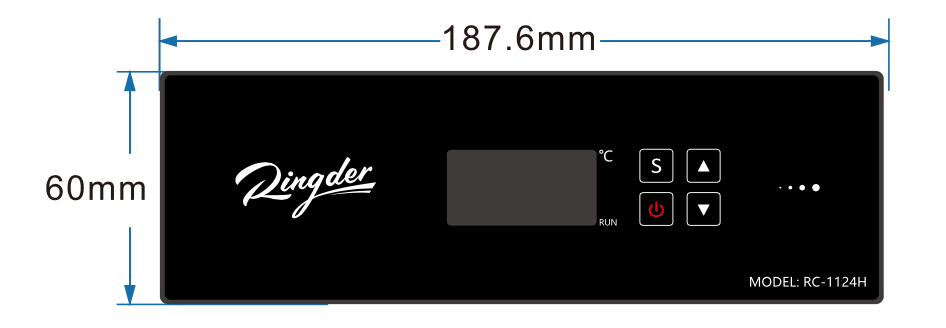 187.6mm
60mm
Ringder
℃
S
RUN
MODEL: RC-1124H